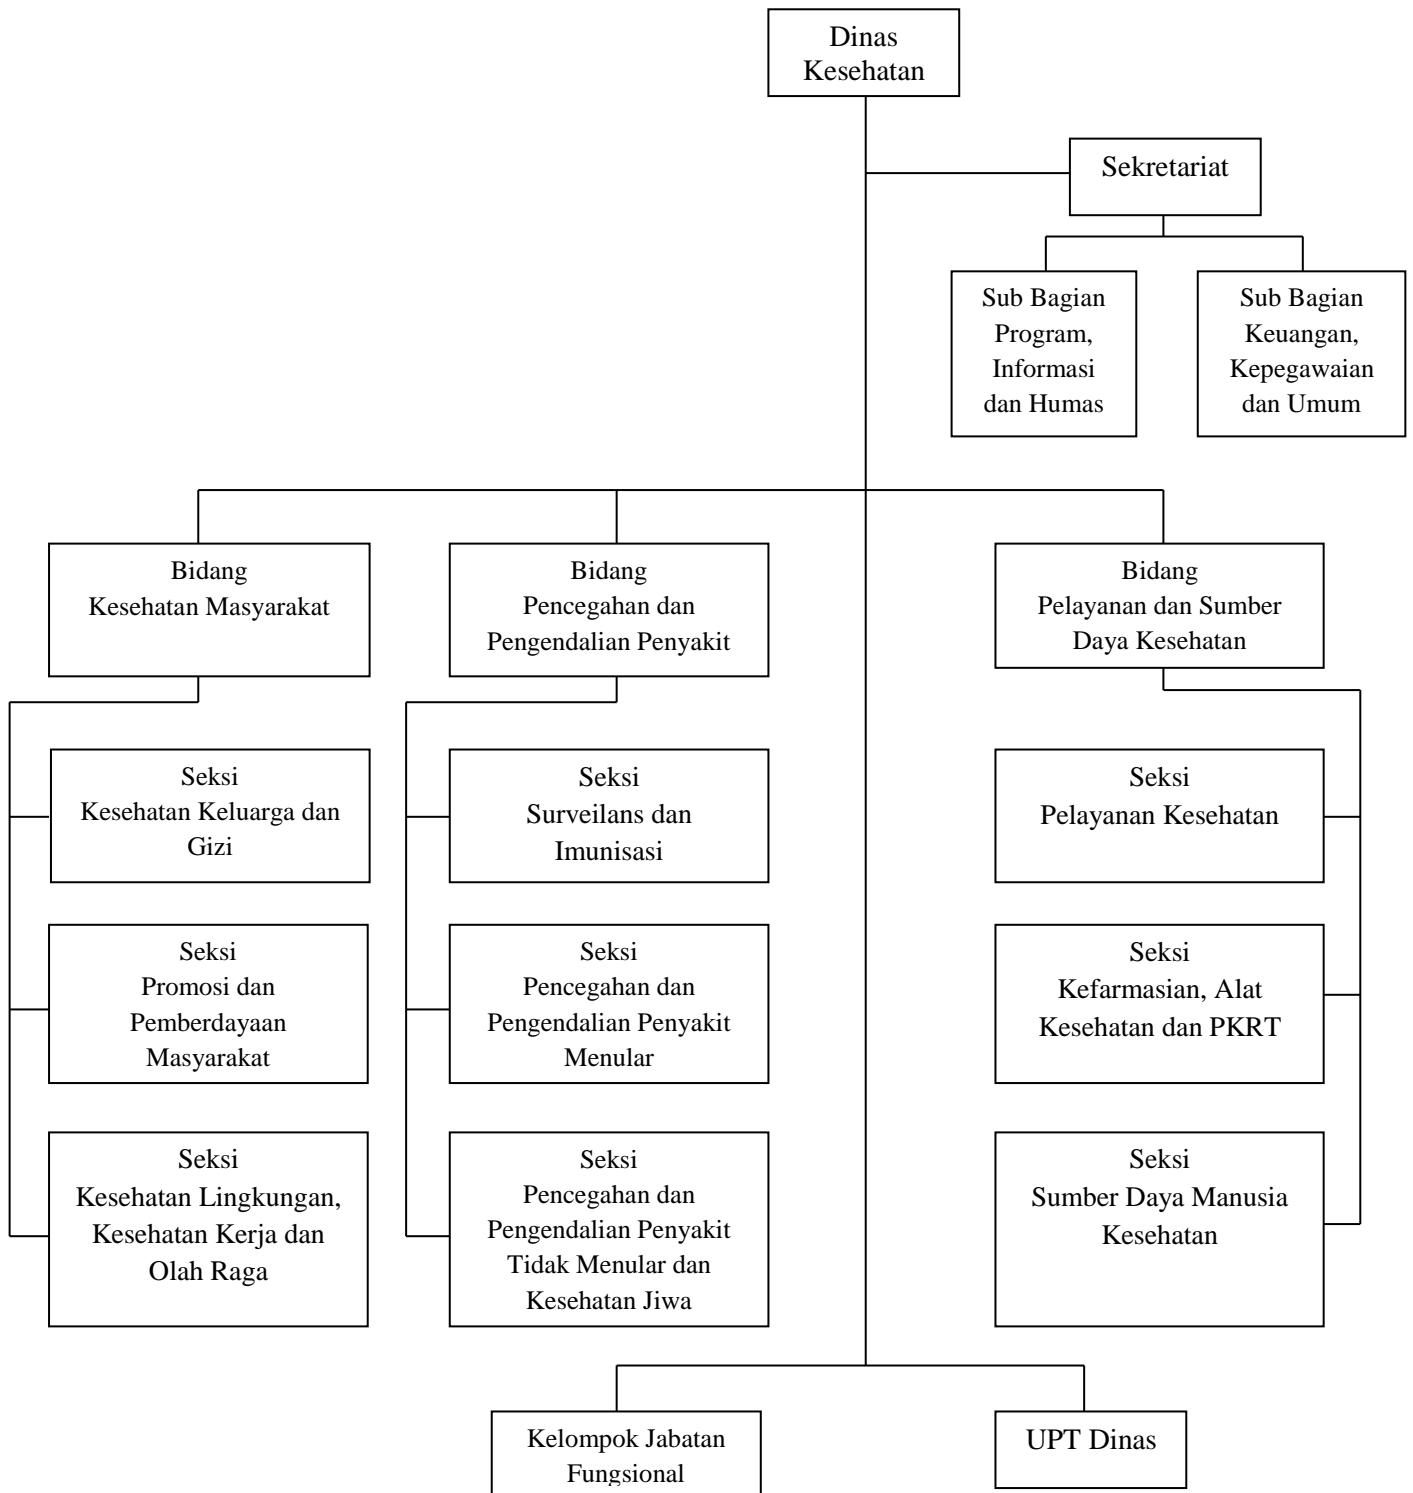 Dinas
Kesehatan
Sekretariat
Sub Bagian
Program,
Informasi
dan Humas
Sub Bagian
Keuangan,
Kepegawaian
dan Umum
Bidang
Kesehatan Masyarakat
Bidang
Pencegahan dan
Pengendalian Penyakit
Bidang
Pelayanan dan Sumber
Daya Kesehatan
Seksi
Kesehatan Keluarga dan
Gizi
Seksi
Surveilans dan
Imunisasi
Seksi
Pelayanan Kesehatan
Seksi
Promosi dan
Pemberdayaan
Masyarakat
Seksi
Pencegahan dan
Pengendalian Penyakit
Menular
Seksi
Kefarmasian, Alat
Kesehatan dan PKRT
Seksi
Kesehatan Lingkungan,
Kesehatan Kerja dan
Olah Raga
Seksi
Pencegahan dan
Pengendalian Penyakit
Tidak Menular dan
Kesehatan Jiwa
Seksi
Sumber Daya Manusia
Kesehatan
Kelompok Jabatan
Fungsional
UPT Dinas